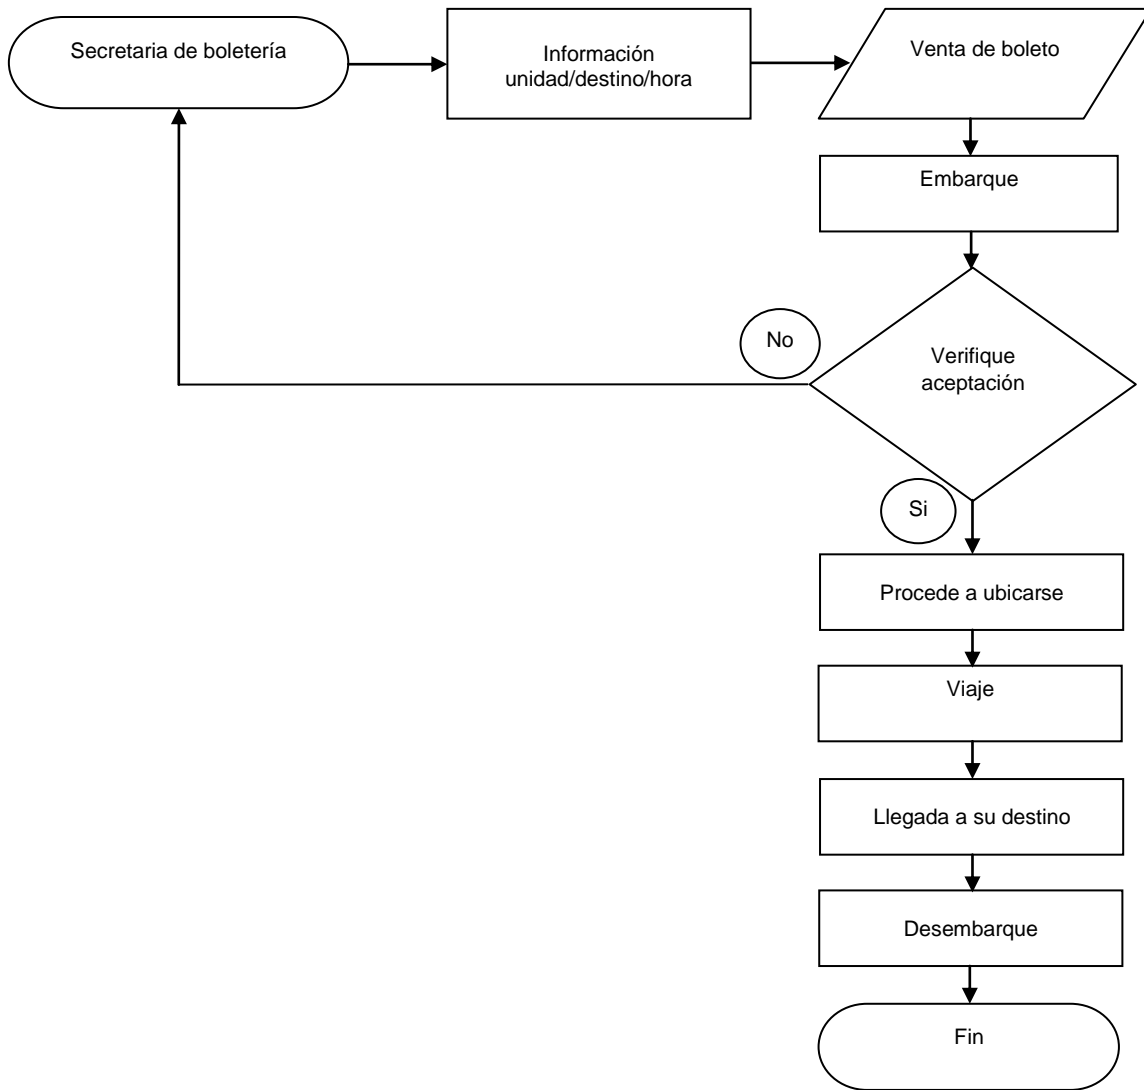 Secretaria de boletería
Información
unidad/destino/hora
Venta de boleto
Embarque
Verifique
aceptación
No
Si
Procede a ubicarse
Viaje
Llegada a su destino
Desembarque
Fin